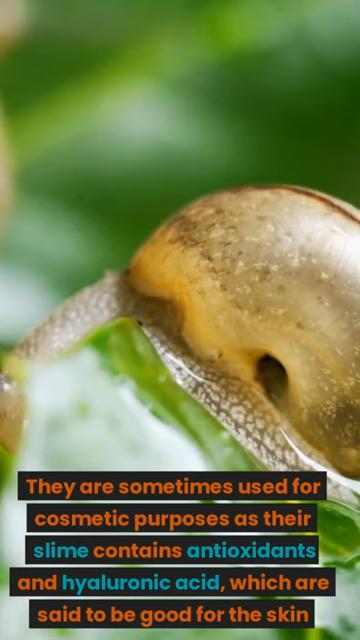 They are sometimes used for
cosmetic purposes as their
slime contains antioxidants
and hyaluronic acid, which are
said to be good for the skin